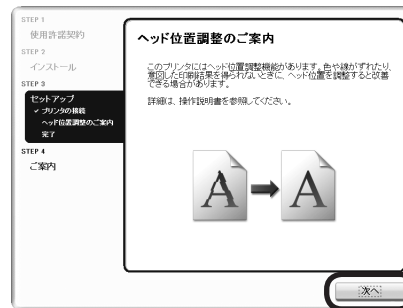 STEP 1
使用許諾契約
STEP 2
インストール
STEP 3
セットアップ
✓ プリンタの接続
ヘッド位置調整のご案内
完了
STEP 4
ご案内
ヘッド位置調整のご案内
このプリンタにはヘッド位置調整機能があります。色や線がずれたり、
意図した印刷結果を得られないときに、ヘッド位置を調整すると改善
できる場合があります。
詳細は、操作説明書を参照してください。
A
A
次へ